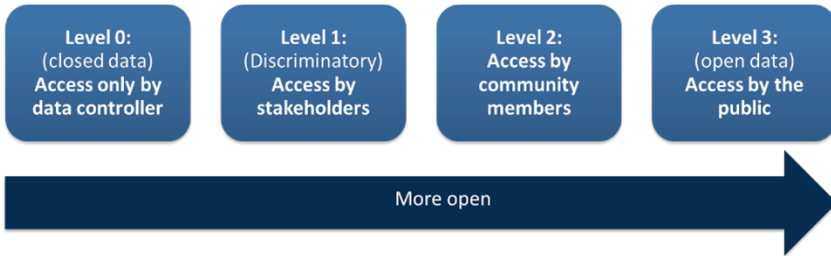 Level 0:
(closed data)
Access only by
data controller
Level 1:
(Discriminatory)
Access by
stakeholders
Level 2:
Access by
community
members
Level 3:
(open data)
Access by the
public
More open